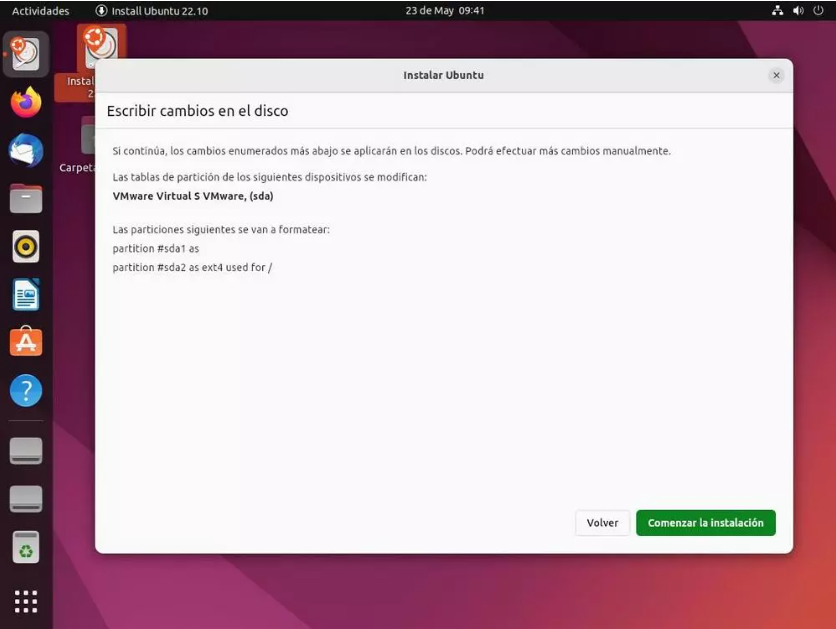 Actividades
Install Ubuntu 22.10
23 de May 09:41
Instal
2
Carpeta
Instalar Ubuntu
Escribir cambios en el disco
Si continúa, los cambios enumerados más abajo se aplicarán en los discos. Podrá efectuar más cambios manualmente.
Las tablas de partición de los siguientes dispositivos se modifican:
VMware Virtual S VMware, (sda)
Las particiones siguientes se van a formatear:
partition #sda1 as
partition #sda2 as ext4 used for /
Volver
Comenzar la instalación